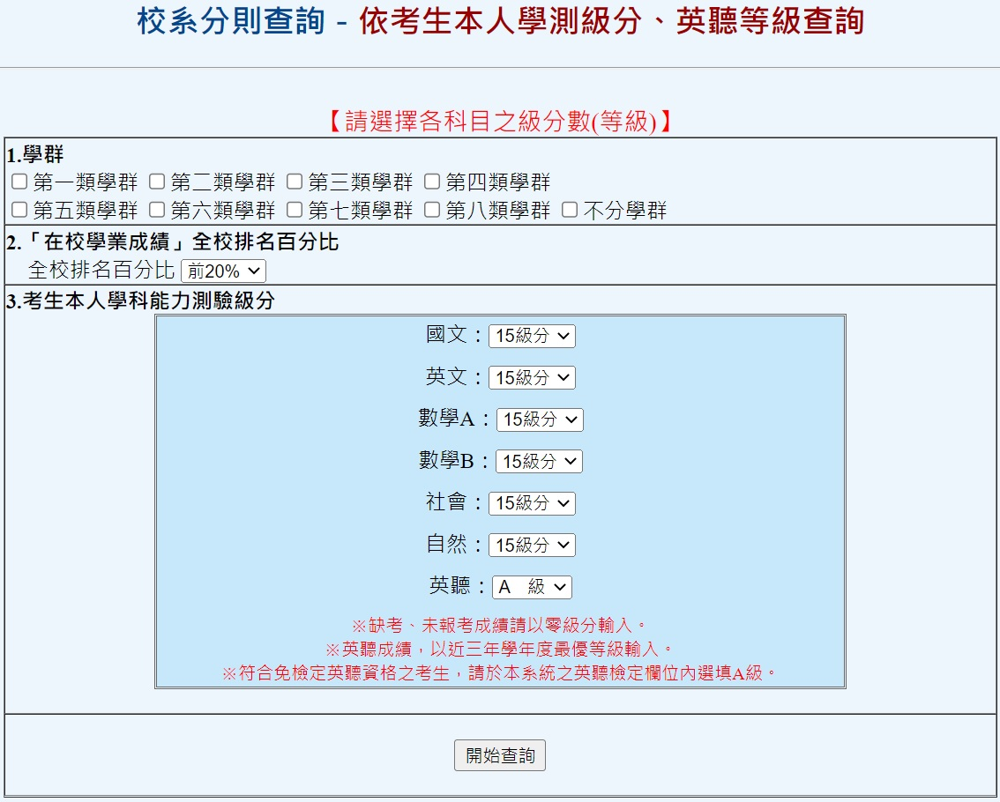 校系分則查詢 - 依考生本人學測級分、英聽等級查詢
【請選擇各科目之級分數(等級)】
1.學群
第一類學群 第二類學群 第三類學群 第四類學群
第五類學群 第六類學群 第七類學群 第八類學群 不分學群
2.「在校學業成績」全校排名百分比
全校排名百分比 前20%
3.考生本人學科能力測驗級分
國文：15級分
英文：15級分
數學A：15級分
數學B：15級分
社會：15級分
自然：15級分
英聽：A　級
※缺考、未報考成績請以零級分輸入。
※英聽成績，以近三年學年度最優等級輸入。
※符合免檢定英聽資格之考生，請於本系統之英聽檢定欄位內選填A級。
開始查詢